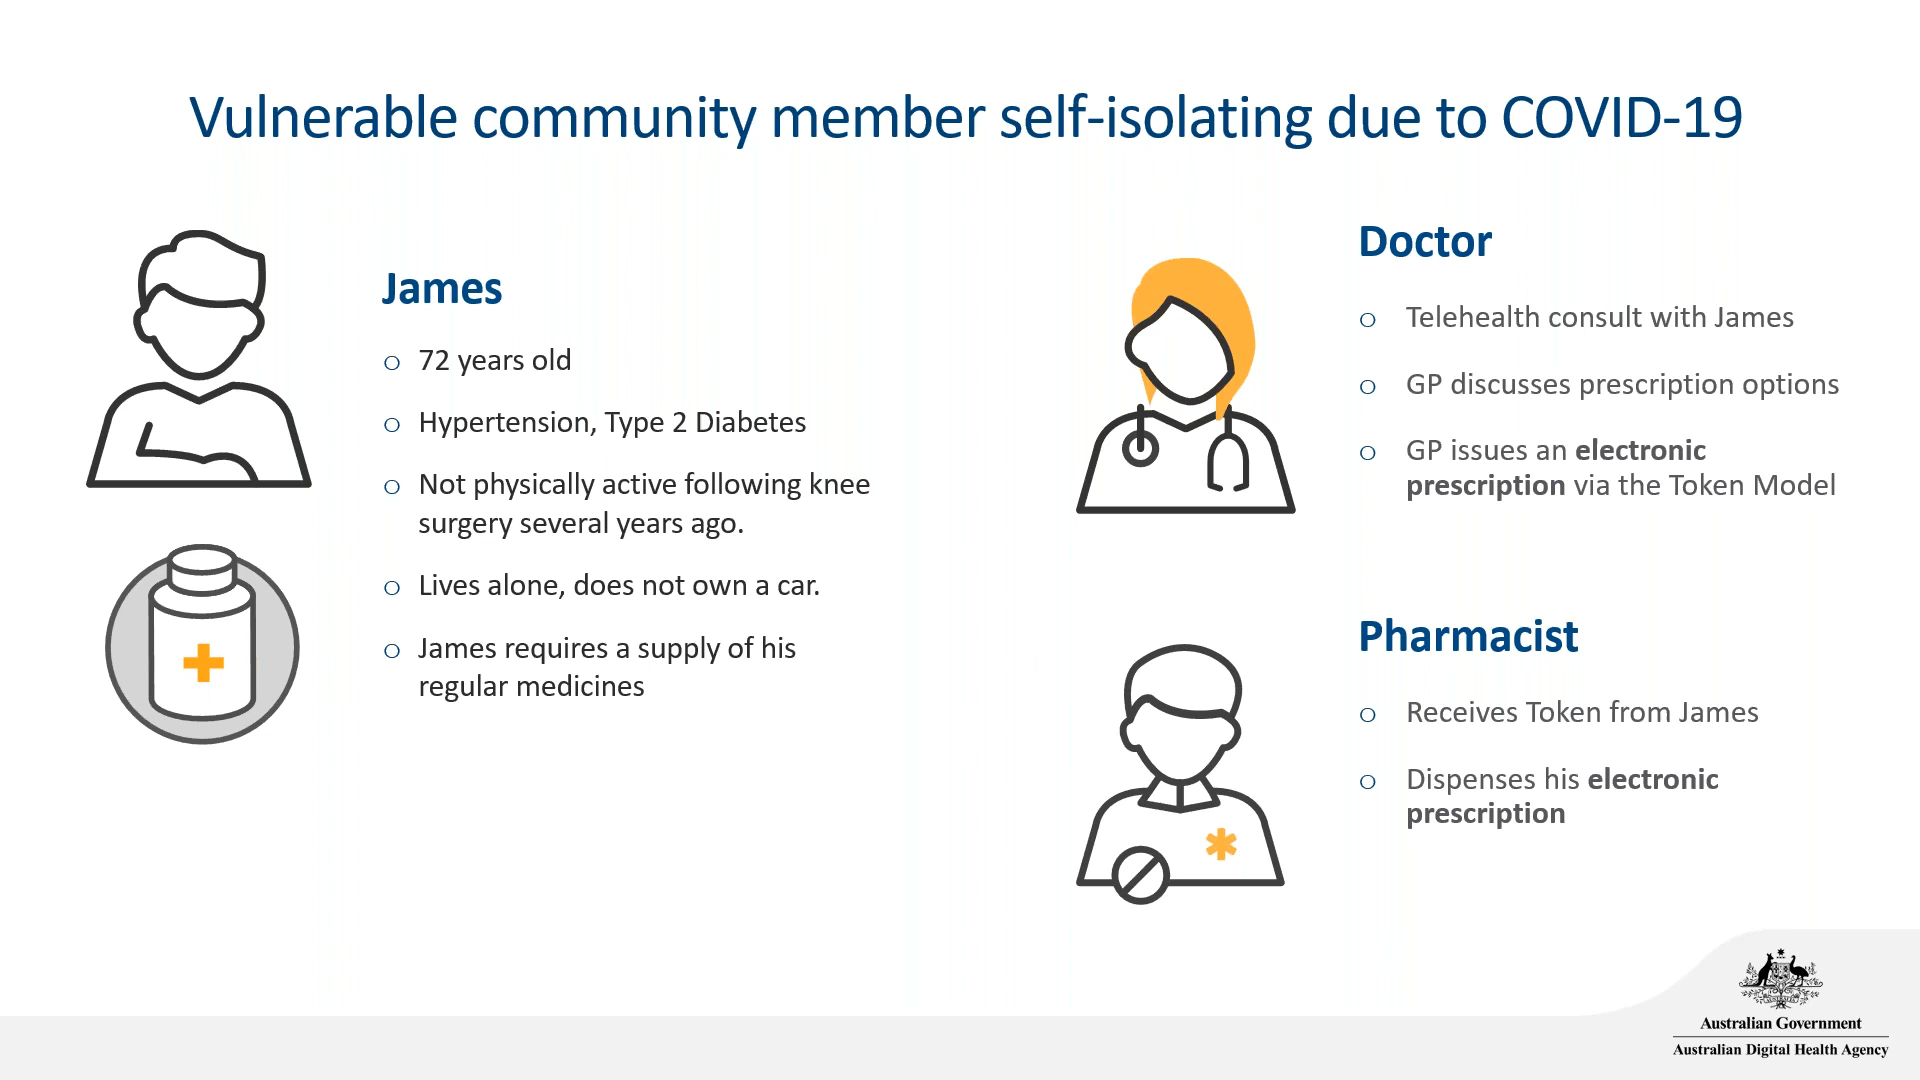 Vulnerable community member self-isolating due to COVID-19
James
o 72 years old
o Hypertension, Type 2 Diabetes
o Not physically active following knee
surgery several years ago.
o Lives alone, does not own a car.
o James requires a supply of his
regular medicines
Doctor
o Telehealth consult with James
o GP discusses prescription options
o GP issues an electronic
prescription via the Token Model
Pharmacist
o Receives Token from James
o Dispenses his electronic
prescription
Australian Government
Australian Digital Health Agency